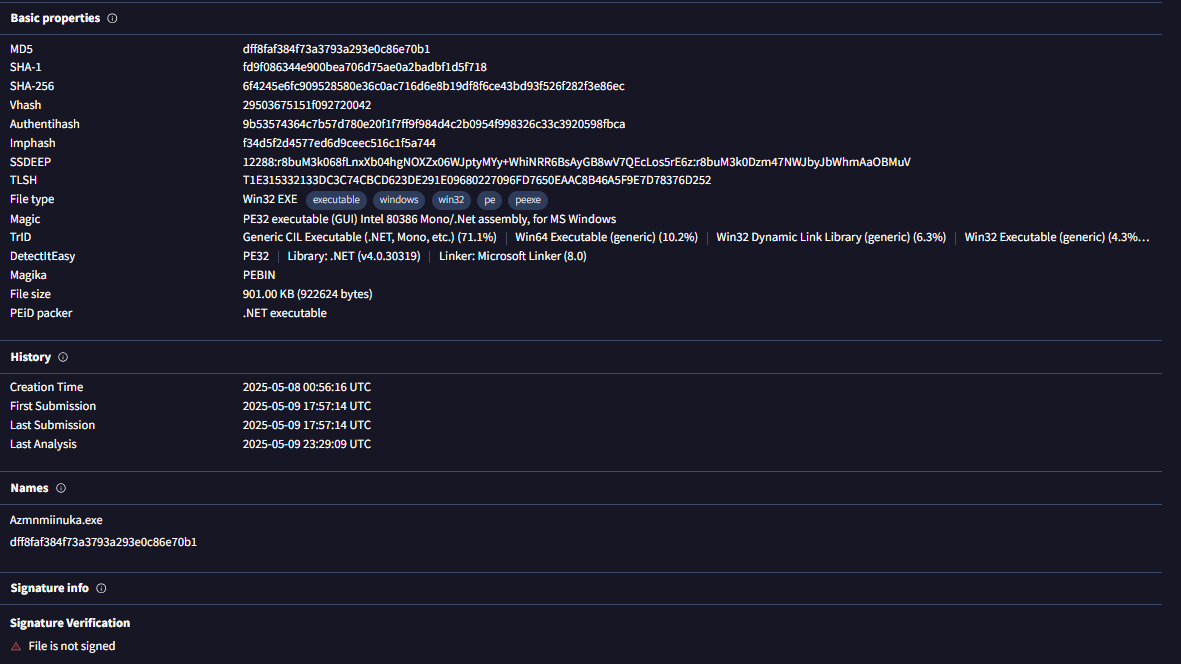 Basic properties
MD5 dff8faf384f73a3793a293e0c86e70b1
SHA-1 fd9f086344e900bea706d75ae0a2badbf1d5f718
SHA-256 6f4245e6fc909528580e36c0ac716d6e8b19df8f6ce43bd93f526f282f3e86ec
Vhash 29503675151f092720042
Authentihash 9b53574364c7b57d780e20f1f7ff9f984d4c2b0954f998326c33c3920598fbca
Imphash f34d5f2d4577ed6d9ceec516c1f5a744
SSDEEP 12288:r8buM3k068fLnxXb04hgNOXZx06WJptyMYy+WhiNRR6BsAyGB8wV7QEcLos5rE6z:r8buM3k0Dzm47NWJbyJbWhmAaOBMuV
TLSH T1E315332133DC3C74CBCD623DE291E09680227096FD7650EAAC8B46A5F9E7D78376D252
File type Win32 EXE executable windows win32 pe peexe
Magic PE32 executable (GUI) Intel 80386 Mono/.Net assembly, for MS Windows
TrID Generic CIL Executable (.NET, Mono, etc.) (71.1%) | Win64 Executable (generic) (10.2%) | Win32 Dynamic Link Library (generic) (6.3%) | Win32 Executable (generic) (4.3%…
DetectItEasy PE32 | Library: .NET (v4.0.30319) | Linker: Microsoft Linker (8.0)
Magika PEBIN
File size 901.00 KB (922624 bytes)
PEiD packer .NET executable
History
Creation Time 2025-05-08 00:56:16 UTC
First Submission 2025-05-09 17:57:14 UTC
Last Submission 2025-05-09 17:57:14 UTC
Last Analysis 2025-05-09 23:29:09 UTC
Names
Azmnmiinuka.exe
dff8faf384f73a3793a293e0c86e70b1
Signature info
Signature Verification
File is not signed